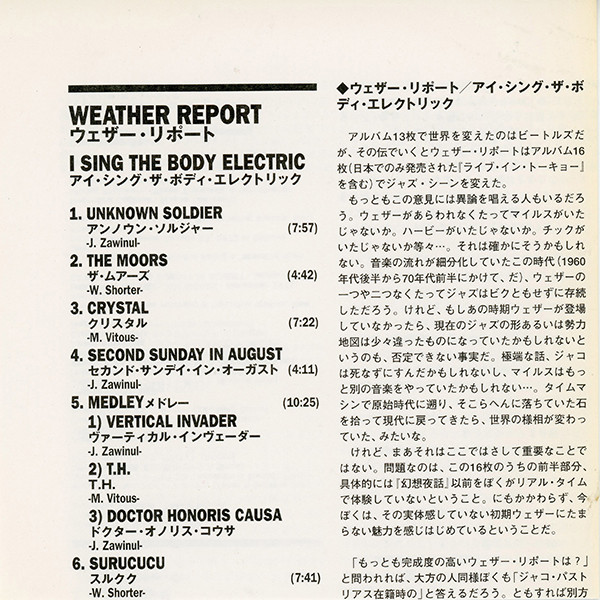 WEATHER REPORT
ウェザー・リポート
I SING THE BODY ELECTRIC
アイ・シング・ザ・ボディ・エレクトリック
1. UNKNOWN SOLDIER
アンノウン・ソルジャー (7:57)
-J. Zawinul-
2. THE MOORS
ザ・ムアーズ (4:42)
-W. Shorter-
3. CRYSTAL
クリスタル (7:22)
-M. Vitous-
4. SECOND SUNDAY IN AUGUST
セカンド・サンデイ・イン・オーガスト (4:11)
-J. Zawinul-
5. MEDLEYメドレー (10:25)
1) VERTICAL INVADER
ヴァーティカル・インヴェーダー
-J. Zawinul-
2) T.H.
T.H.
-M. Vitous-
3) DOCTOR HONORIS CAUSA
ドクター・オノリス・コウサ
-J. Zawinul-
6. SURUCUCU
スルクク (7:41)
-W. Shorter-
◆ウェザー・リポート／アイ・シング・ザ・ボ
ディ・エレクトリック
アルバム13枚で世界を変えたのはビートルズだ
が、その伝でいくとウェザー・リポートはアルバム16
枚(日本でのみ発売された『ライブ・イン・トーキョー』
を含む)でジャズ・シーンを変えた。
もっともこの意見には異論を唱える人もいるだろ
う。ウェザーがあらわれなくたってマイルスがいた
じゃないか。ハービーがいたじゃないか。チックが
いたじゃないか等々…。それは確かにそうかもしれ
ない。音楽の流れが細分化していたこの時代(1960
年代後半から70年代前半にかけて、だ)、ウェザーの
一つや二つなくたってジャズはビクともせずに存続
しただろう。けれど、もしあの時期ウェザーが登場
していなかったら、現在のジャズの形あるいは勢力
地図は少々違ったものになっていたかもしれないと
いうのも、否定できない事実だ。極端な話、ジャコ
は死なずにすんだかもしれないし、マイルスはもっ
と別の音楽をやっていたかもしれない…。タイムマ
シンで原始時代に遡り、そこらへんに落ちていた石
を拾って現代に戻ってきたら、世界の様相が変わっ
ていた、みたいな。
けれど、まあそれはここではさして重要なことで
はない。問題なのは、この16枚のうちの前半部分、
具体的には『幻想夜話』以前をぼくがリアル・タイム
で体験していないということ。にもかかわらず、今
ぼくは、その実体感していない初期ウェザーにたま
らない魅力を感じはじめているということだ。
「もっとも完成度の高いウェザー・リポートは？」
と問われれば、大方の人同様ぼくも「ジャコ・パスト
リアス在籍時の」と答えるだろう。ともすれば別方